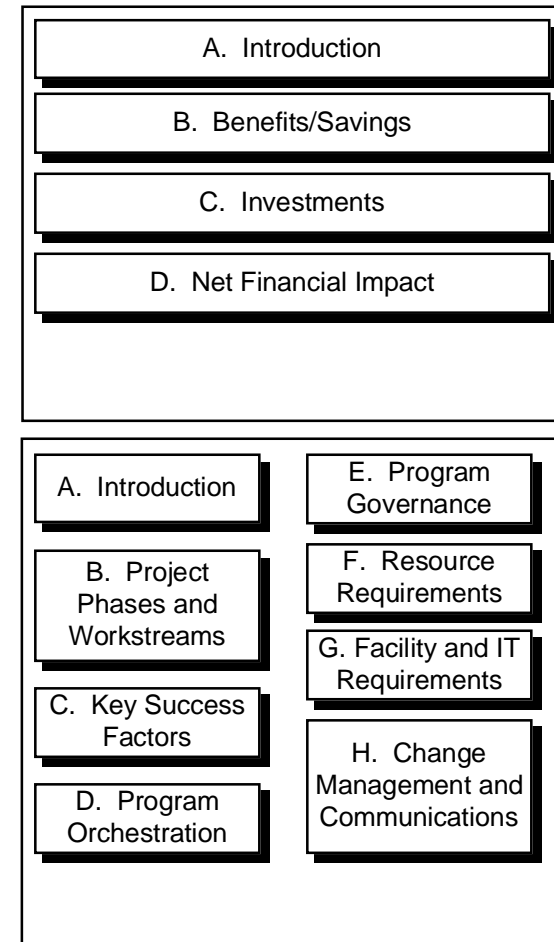 A. Introduction
B. Benefits/Savings
C. Investments
D. Net Financial Impact
A. Introduction
B. Project
Phases and
Workstreams
C. Key Success
Factors
D. Program
Orchestration
E. Program
Governance
F. Resource
Requirements
G. Facility and IT
Requirements
H. Change
Management and
Communications